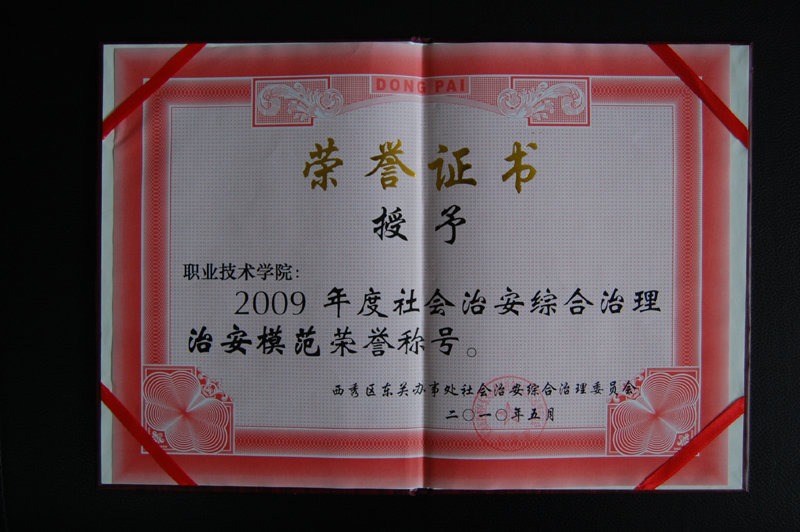 DONG PAI
荣誉证书
授予
职业技术学院：
2009 年度社会治安综合治理
治安模范荣誉称号。
西秀区东关办事处社会治安综合治理委员会
二〇一〇年五月